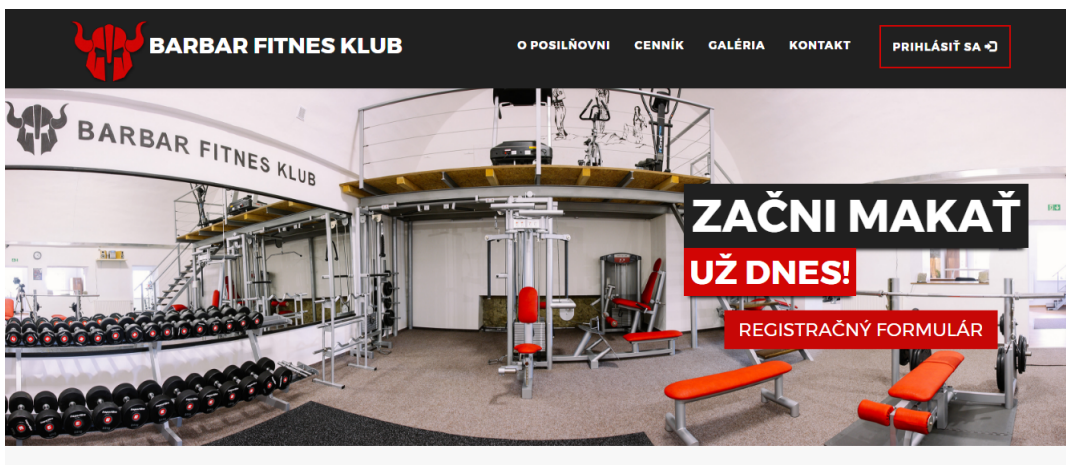 BARBAR FITNES KLUB
O POSILŇOVNI CENNÍK GALÉRIA KONTAKT PRIHLÁSIŤ SA
BARBAR FITNES KLUB
ZAČNI MAKAŤ
UŽ DNES!
REGISTRAČNÝ FORMULÁR